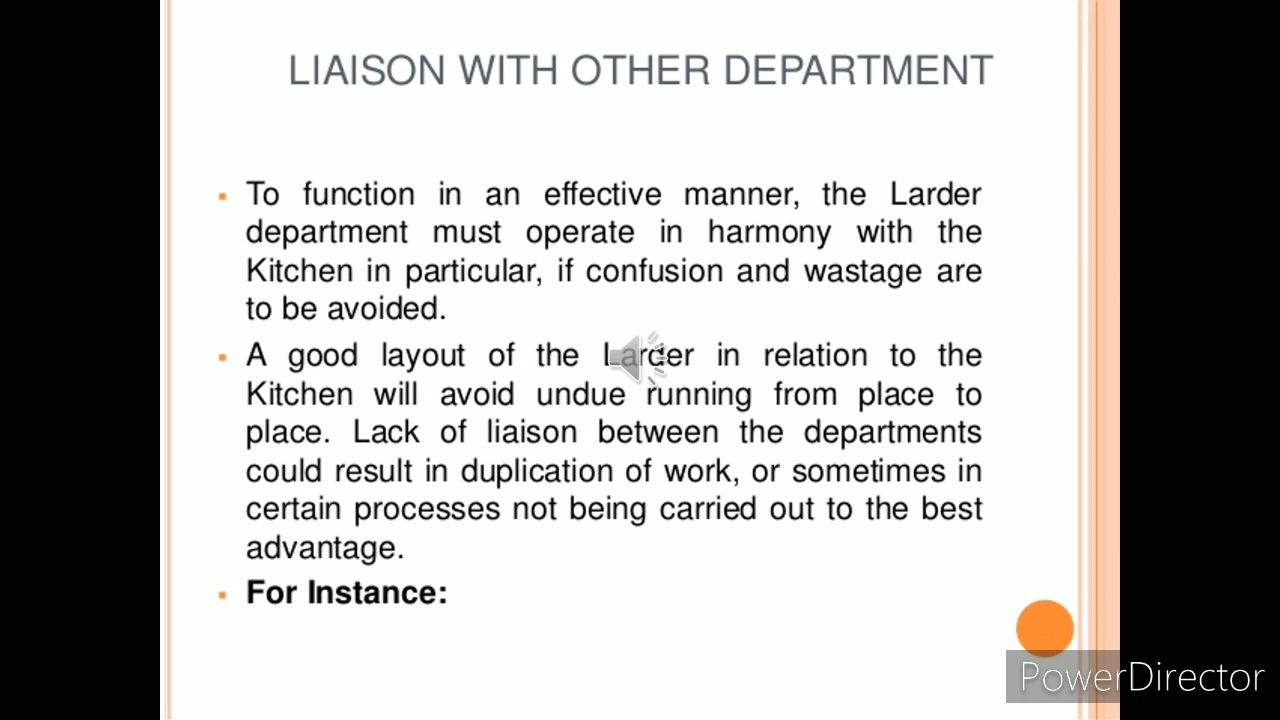 LIAISON WITH OTHER DEPARTMENT
To function in an effective manner, the Larder
department must operate in harmony with the
Kitchen in particular, if confusion and wastage are
to be avoided.
A good layout of the Larder in relation to the
Kitchen will avoid undue running from place to
place. Lack of liaison between the departments
could result in duplication of work, or sometimes in
certain processes not being carried out to the best
advantage.
For Instance:
PowerDirector